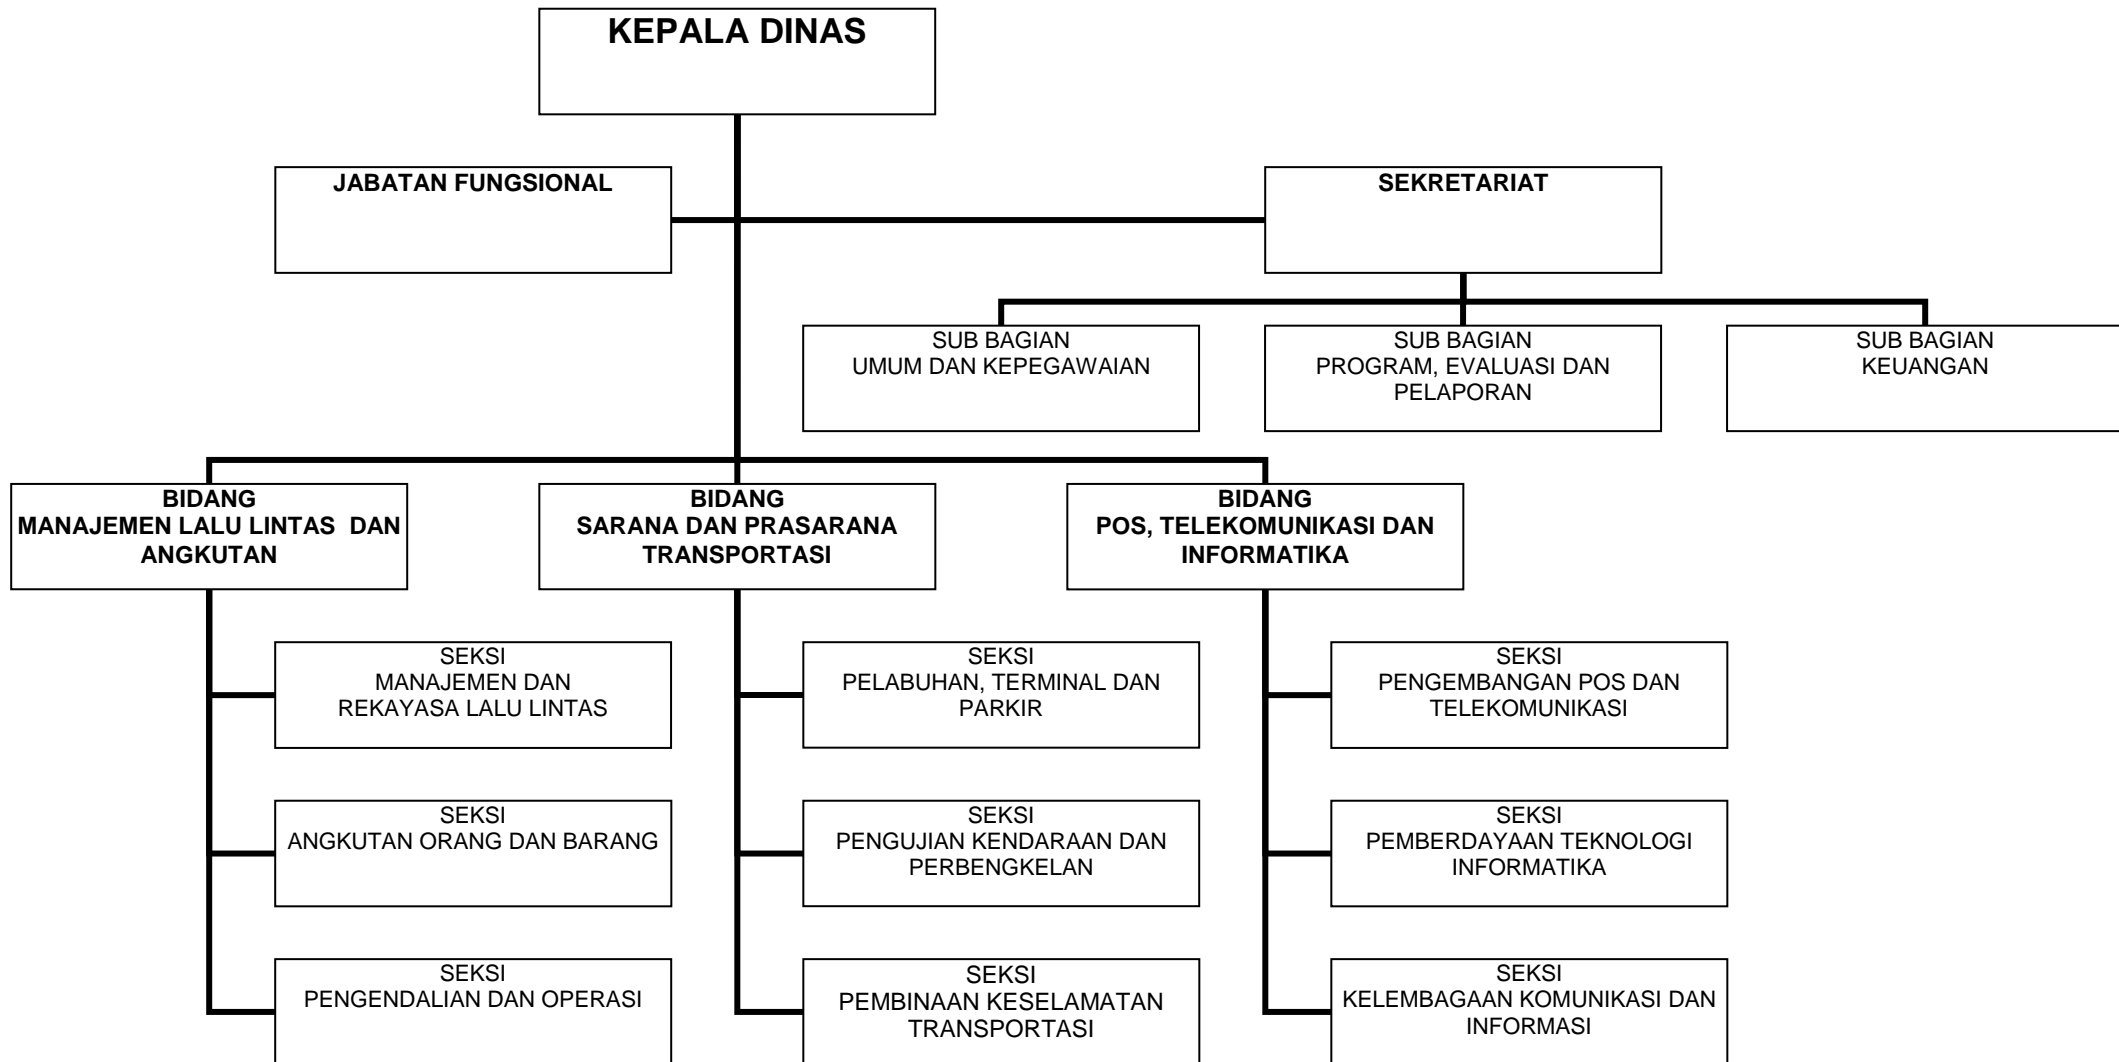 KEPALA DINAS
JABATAN FUNGSIONAL
SEKRETARIAT
SUB BAGIAN
UMUM DAN KEPEGAWAIAN
SUB BAGIAN
PROGRAM, EVALUASI DAN
PELAPORAN
SUB BAGIAN
KEUANGAN
BIDANG
MANAJEMEN LALU LINTAS DAN
ANGKUTAN
BIDANG
SARANA DAN PRASARANA
TRANSPORTASI
BIDANG
POS, TELEKOMUNIKASI DAN
INFORMATIKA
SEKSI
MANAJEMEN DAN
REKAYASA LALU LINTAS
SEKSI
PELABUHAN, TERMINAL DAN
PARKIR
SEKSI
PENGEMBANGAN POS DAN
TELEKOMUNIKASI
SEKSI
ANGKUTAN ORANG DAN BARANG
SEKSI
PENGUJIAN KENDARAAN DAN
PERBENGKELAN
SEKSI
PEMBERDAYAAN TEKNOLOGI
INFORMATIKA
SEKSI
PENGENDALIAN DAN OPERASI
SEKSI
PEMBINAAN KESELAMATAN
TRANSPORTASI
SEKSI
KELEMBAGAAN KOMUNIKASI DAN
INFORMASI